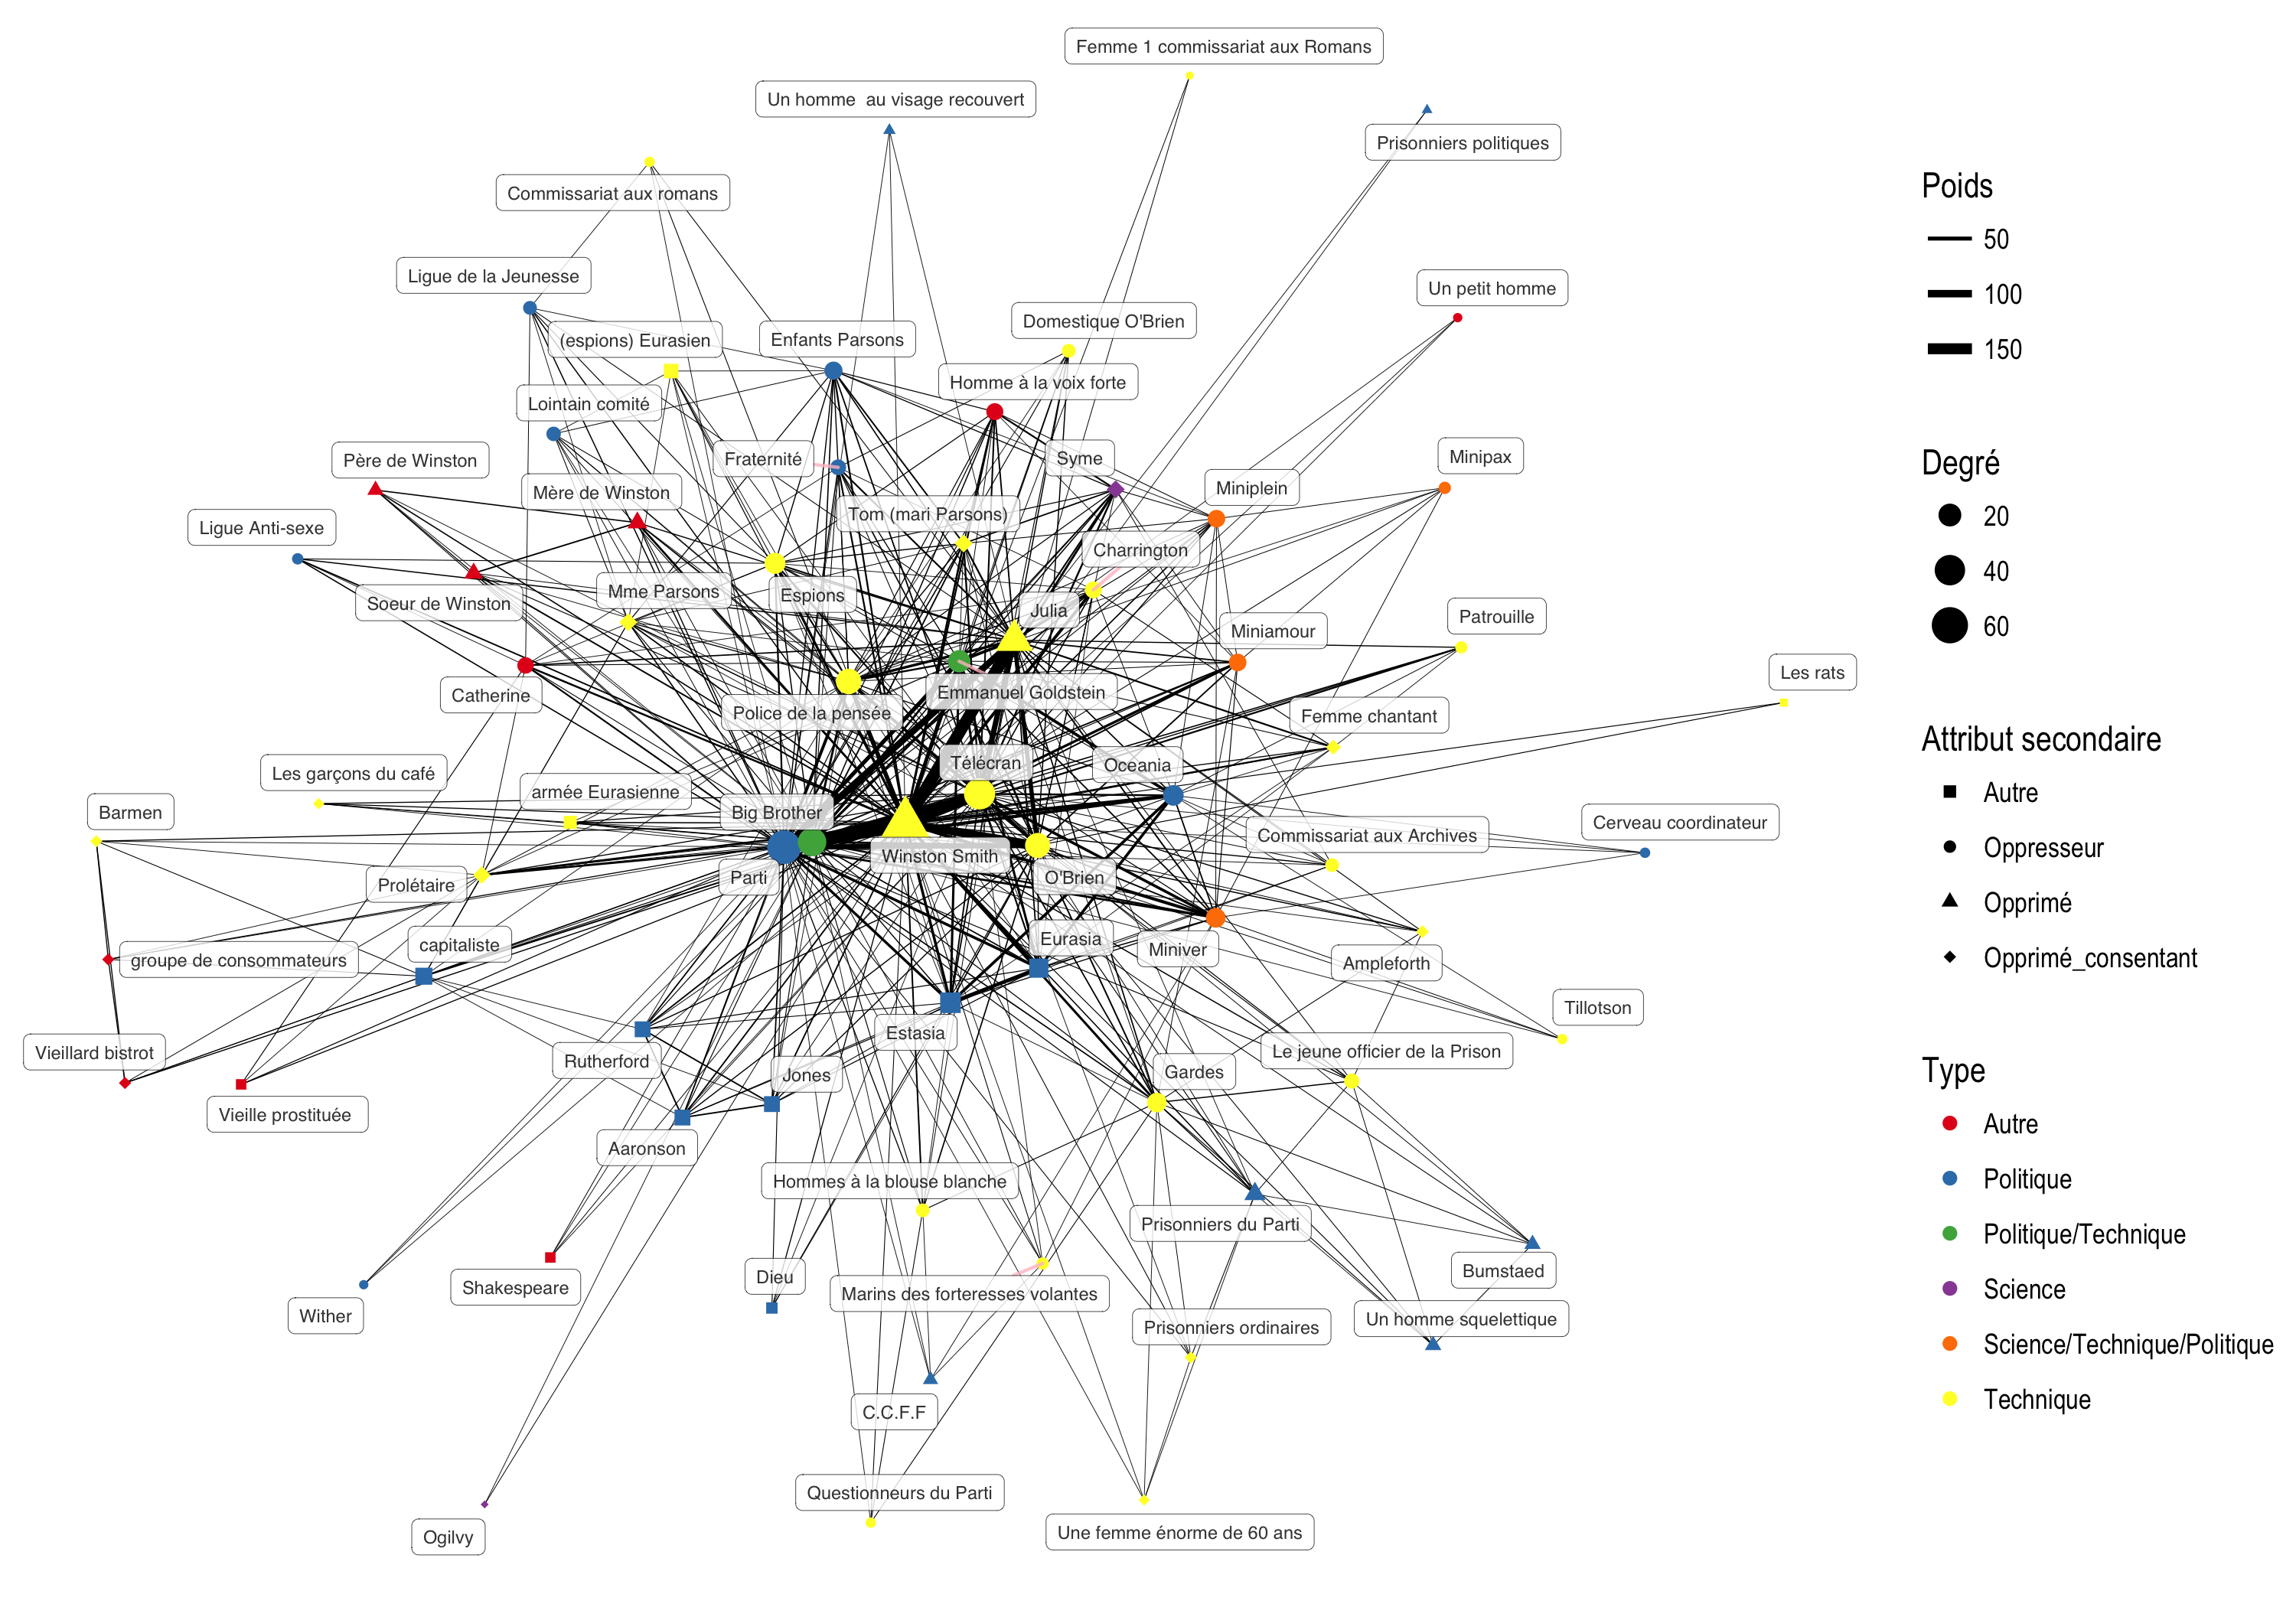 Femme 1 commissariat aux Romans
Un homme  au visage recouvert
Prisonniers politiques
Commissariat aux romans
Ligue de la Jeunesse
Un petit homme
Domestique O'Brien
(espions) Eurasien
Enfants Parsons
Homme à la voix forte
Lointain comité
Fraternité
Syme
Minipax
Père de Winston
Mère de Winston
Miniplein
Tom (mari Parsons)
Ligue Anti-sexe
Charrington
Mme Parsons
Espions
Soeur de Winston
Julia
Patrouille
Miniamour
Les rats
Catherine
Emmanuel Goldstein
Police de la pensée
Femme chantant
Télécran
Oceania
Les garçons du café
armée Eurasienne
Barmen
Big Brother
Cerveau coordinateur
Commissariat aux Archives
Winston Smith
Prolétaire
Parti
O'Brien
capitaliste
Eurasia
Miniver
groupe de consommateurs
Ampleforth
Tillotson
Estasia
Vieillard bistrot
Rutherford
Le jeune officier de la Prison
Jones
Gardes
Vieille prostituée
Aaronson
Hommes à la blouse blanche
Prisonniers du Parti
Bumstaed
Dieu
Shakespeare
Marins des forteresses volantes
Wither
Prisonniers ordinaires
Un homme squelettique
C.C.F.F
Questionneurs du Parti
Une femme énorme de 60 ans
Ogilvy
Poids
50
100
150
Degré
20
40
60
Attribut secondaire
Autre
Oppresseur
Opprimé
Opprimé_consentant
Type
Autre
Politique
Politique/Technique
Science
Science/Technique/Politique
Technique